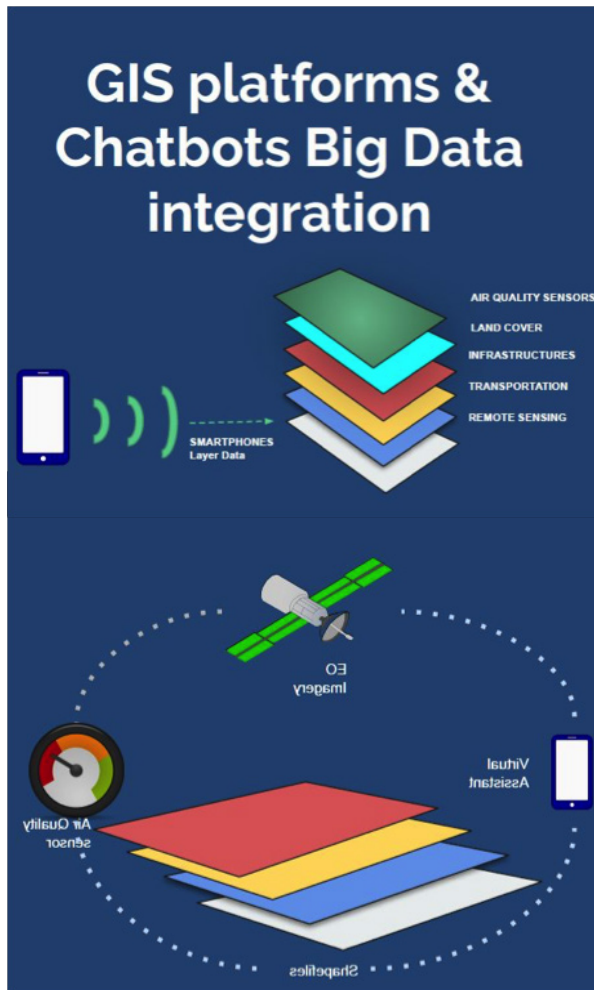 GIS platforms &
Chatbots Big Data
integration
AIR QUALITY SENSORS
LAND COVER
INFRASTRUCTURES
TRANSPORTATION
REMOTE SENSING
SMARTPHONES
Layer Data
EO
Imagery
Virtual
Assistant
Air Quality
sensor
Shapefiles